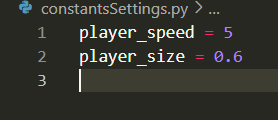 constantsSettings.py > ...
1 player_speed = 5
2 player_size = 0.6
3